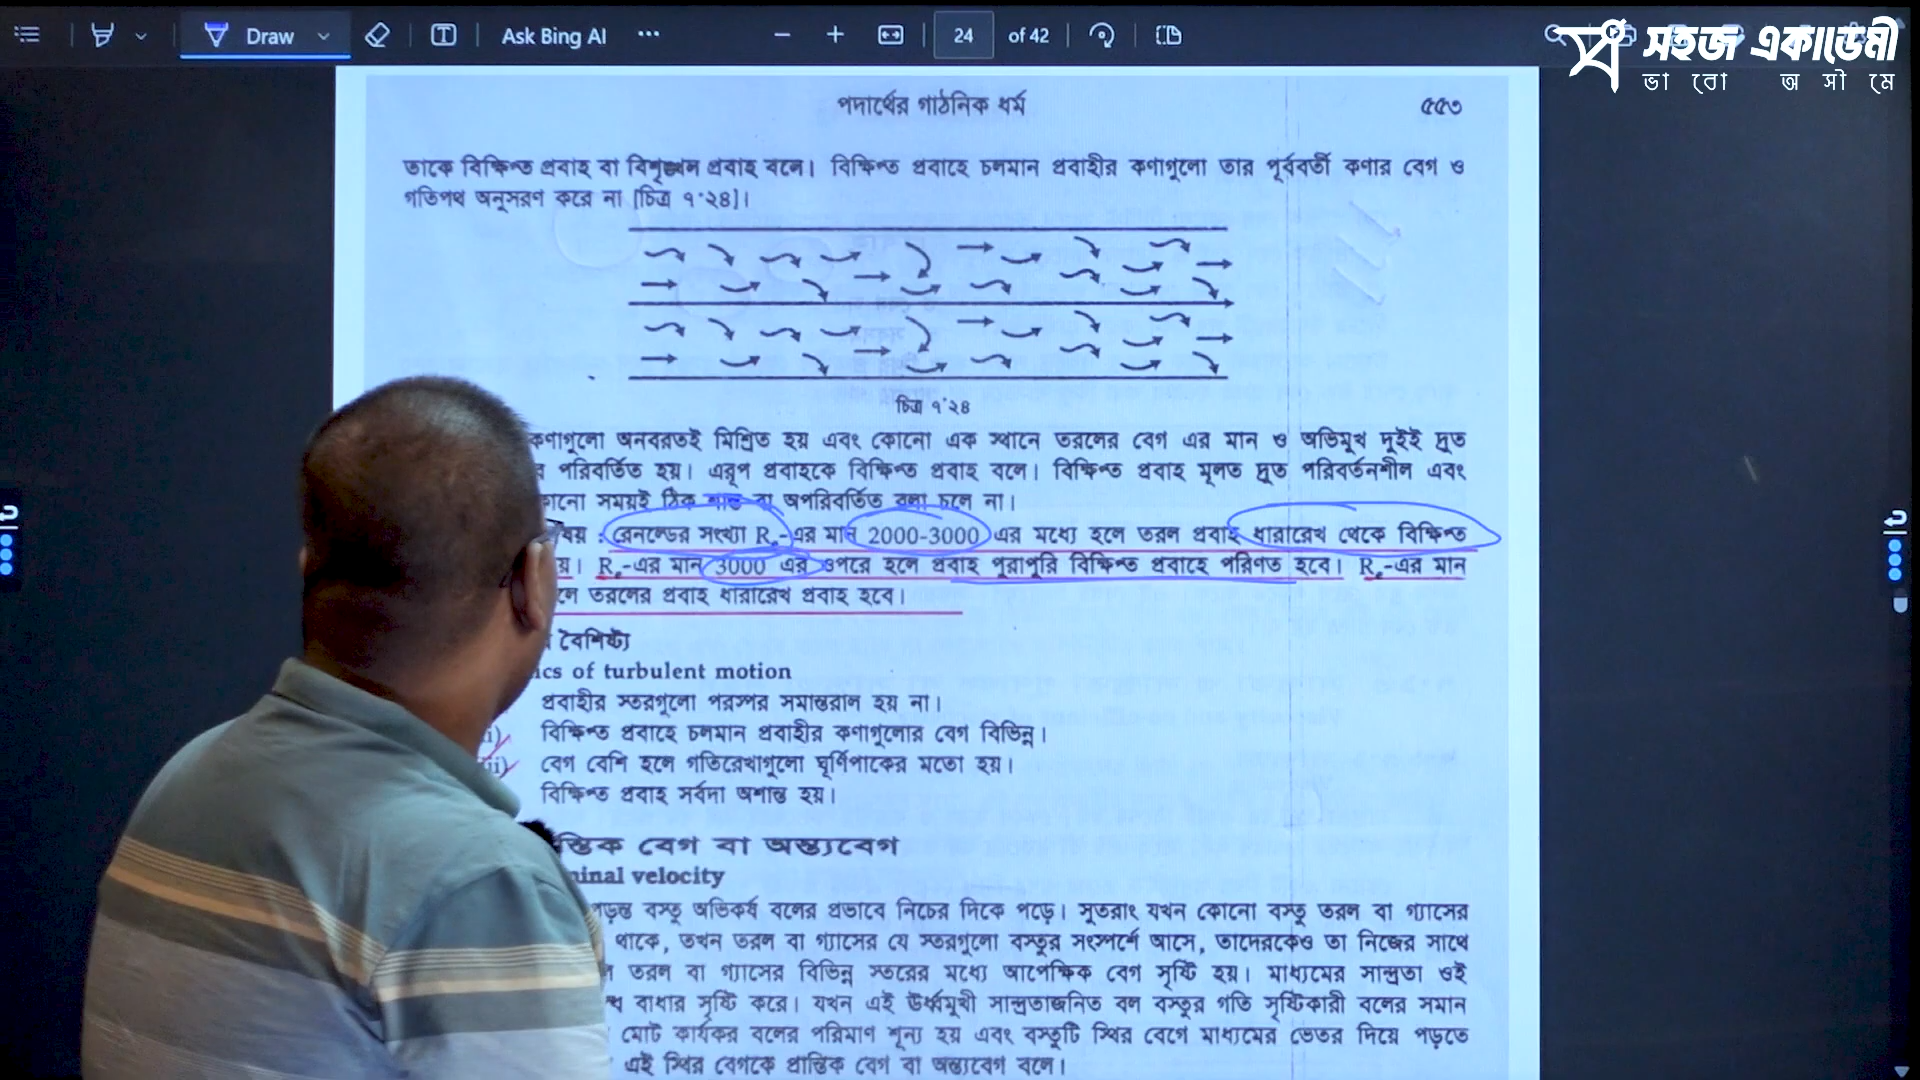 Draw
Ask Bing AI
24 of 42
সহজ একাডেমী
ভাবো অসীমে
পদার্থের গাঠনিক ধর্ম ৫৫৩
তাকে বিক্ষিপ্ত প্রবাহ বা বিশৃঙ্খল প্রবাহ বলে। বিক্ষিপ্ত প্রবাহে চলমান প্রবাহীর কণাগুলো তার পূর্ববর্তী কণার বেগ ও
গতিপথ অনুসরণ করে না [চিত্র ৭·২৪]।
চিত্র ৭·২৪
কণাগুলো অনবরতই মিশ্রিত হয় এবং কোনো এক স্থানে তরলের বেগ এর মান ও অভিমুখ দুইই দ্রুত
পরিবর্তিত হয়। এরূপ প্রবাহকে বিক্ষিপ্ত প্রবাহ বলে। বিক্ষিপ্ত প্রবাহ মূলত দ্রুত পরিবর্তনশীল এবং
সময়ই ঠিক শান্ত বা অপরিবর্তিত বলা চলে না।
: রেনল্ডের সংখ্যা Re-এর মান 2000-3000 এর মধ্যে হলে তরল প্রবাহ ধারারেখ থেকে বিক্ষিপ্ত
য়। Re-এর মান 3000 এর ওপরে হলে প্রবাহ পুরাপুরি বিক্ষিপ্ত প্রবাহে পরিণত হবে। Re-এর মান
লে তরলের প্রবাহ ধারারেখ প্রবাহ হবে।
বৈশিষ্ট্য
ics of turbulent motion
প্রবাহীর স্তরগুলো পরস্পর সমান্তরাল হয় না।
i) বিক্ষিপ্ত প্রবাহে চলমান প্রবাহীর কণাগুলোর বেগ বিভিন্ন।
ii) বেগ বেশি হলে গতিরেখাগুলো ঘূর্ণিপাকের মতো হয়।
বিক্ষিপ্ত প্রবাহ সর্বদা অশান্ত হয়।
ন্তিক বেগ বা অন্ত্যবেগ
minal velocity
পড়ন্ত বস্তু অভিকর্ষ বলের প্রভাবে নিচের দিকে পড়ে। সুতরাং যখন কোনো বস্তু তরল বা গ্যাসের
থাকে, তখন তরল বা গ্যাসের যে স্তরগুলো বস্তুর সংস্পর্শে আসে, তাদেরকেও তা নিজের সাথে
তরল বা গ্যাসের বিভিন্ন স্তরের মধ্যে আপেক্ষিক বেগ সৃষ্টি হয়। মাধ্যমের সান্দ্রতা ওই
বাধার সৃষ্টি করে। যখন এই ঊর্ধ্বমুখী সান্দ্রতাজনিত বল বস্তুর গতি সৃষ্টিকারী বলের সমান
মোট কার্যকর বলের পরিমাণ শূন্য হয় এবং বস্তুটি স্থির বেগে মাধ্যমের ভেতর দিয়ে পড়তে
এই স্থির বেগকে প্রান্তিক বেগ বা অন্ত্যবেগ বলে।